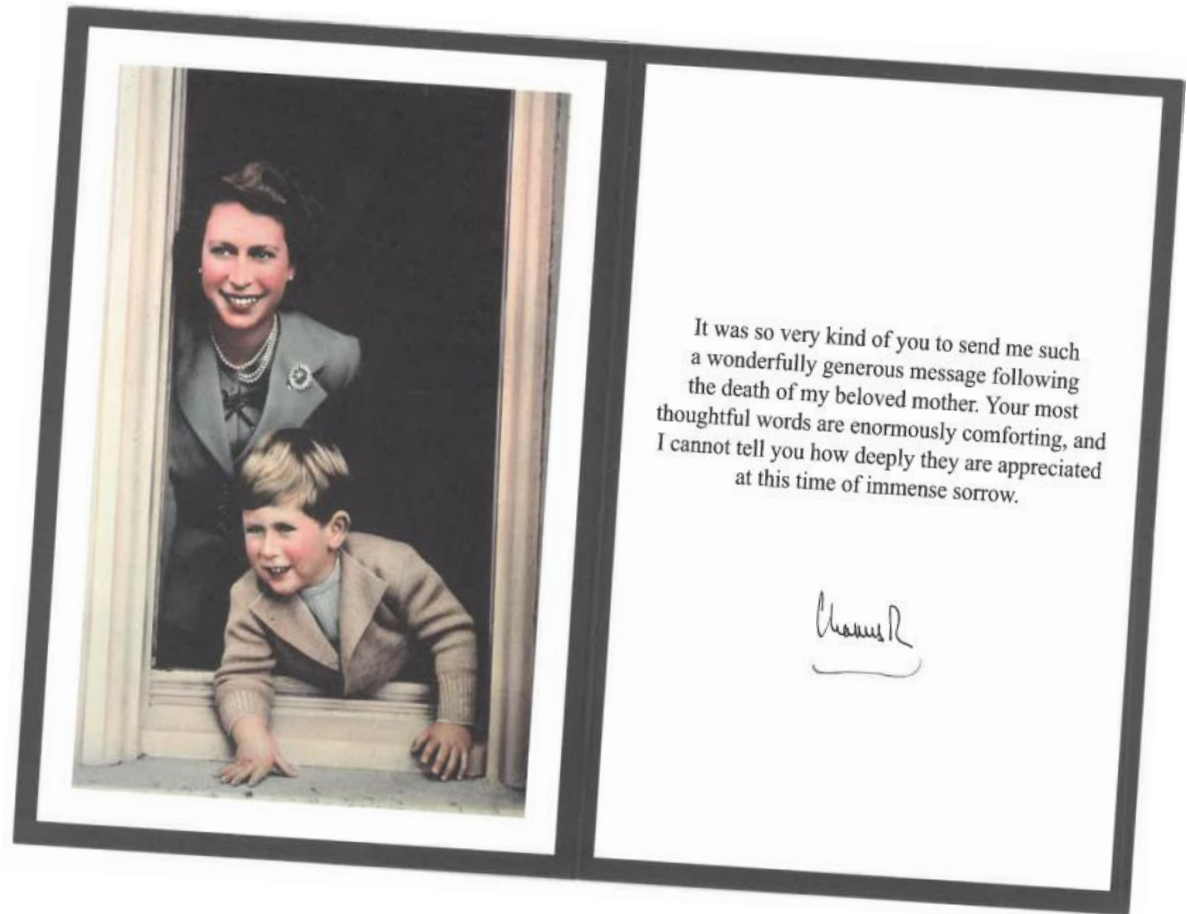 It was so very kind of you to send me such
a wonderfully generous message following
the death of my beloved mother. Your most
thoughtful words are enormously comforting, and
I cannot tell you how deeply they are appreciated
at this time of immense sorrow.
Charles R